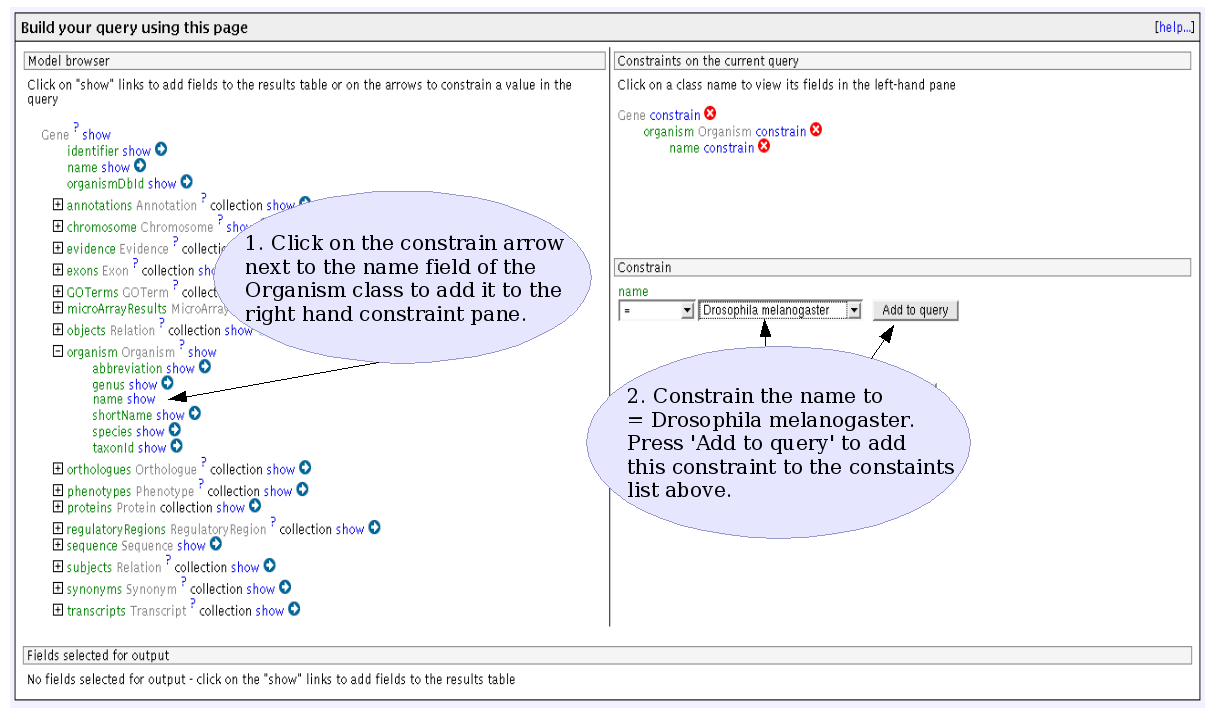 Build your query using this page
[help...]
Model browser
Click on "show" links to add fields to the results table or on the arrows to constrain a value in the
query
Gene ? show
identifier show
name show
organismDbId show
annotations Annotation ? collection show
chromosome Chromosome ? show
evidence Evidence ? collectio
exons Exon ? collection sho
GOTerms GOTerm ? collect
microArrayResults MicroArray
objects Relation ? collection show
organism Organism ? show
abbreviation show
genus show
name show
shortName show
species show
taxonId show
orthologues Orthologue ? collection show
phenotypes Phenotype ? collection show
proteins Protein collection show
regulatoryRegions RegulatoryRegion ? collection show
sequence Sequence show
subjects Relation ? collection show
synonyms Synonym ? collection show
transcripts Transcript ? collection show
1. Click on the constrain arrow
next to the name field of the
Organism class to add it to the
right hand constraint pane.
Constraints on the current query
Click on a class name to view its fields in the left-hand pane
Gene constrain
organism Organism constrain
name constrain
Constrain
name
= Drosophila melanogaster Add to query
2. Constrain the name to
= Drosophila melanogaster.
Press 'Add to query' to add
this constraint to the constaints
list above.
Fields selected for output
No fields selected for output - click on the "show" links to add fields to the results table